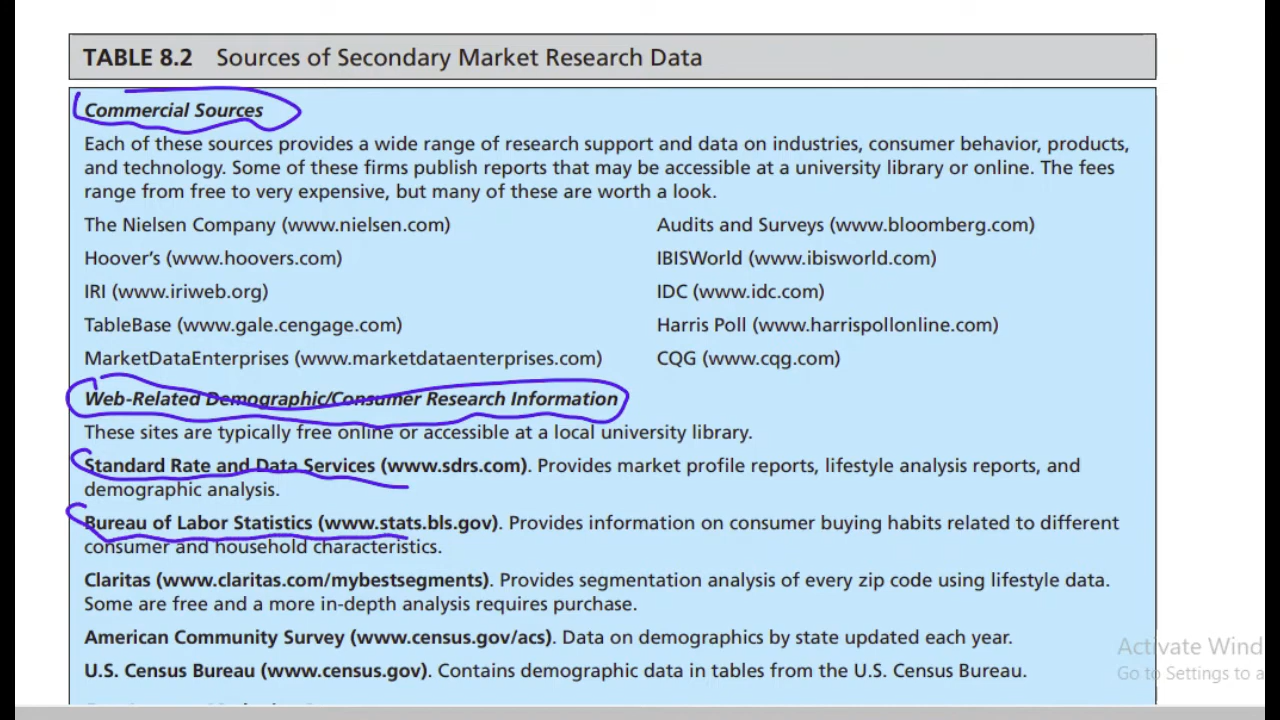 TABLE 8.2 Sources of Secondary Market Research Data
Commercial Sources
Each of these sources provides a wide range of research support and data on industries, consumer behavior, products,
and technology. Some of these firms publish reports that may be accessible at a university library or online. The fees
range from free to very expensive, but many of these are worth a look.
The Nielsen Company (www.nielsen.com) Audits and Surveys (www.bloomberg.com)
Hoover's (www.hoovers.com) IBISWorld (www.ibisworld.com)
IRI (www.iriweb.org) IDC (www.idc.com)
TableBase (www.gale.cengage.com) Harris Poll (www.harrispollonline.com)
MarketDataEnterprises (www.marketdataenterprises.com) CQG (www.cqg.com)
Web-Related Demographic/Consumer Research Information
These sites are typically free online or accessible at a local university library.
Standard Rate and Data Services (www.sdrs.com). Provides market profile reports, lifestyle analysis reports, and
demographic analysis.
Bureau of Labor Statistics (www.stats.bls.gov). Provides information on consumer buying habits related to different
consumer and household characteristics.
Claritas (www.claritas.com/mybestsegments). Provides segmentation analysis of every zip code using lifestyle data.
Some are free and a more in-depth analysis requires purchase.
American Community Survey (www.census.gov/acs). Data on demographics by state updated each year.
U.S. Census Bureau (www.census.gov). Contains demographic data in tables from the U.S. Census Bureau.
Activate Wind
Go to Settings to a